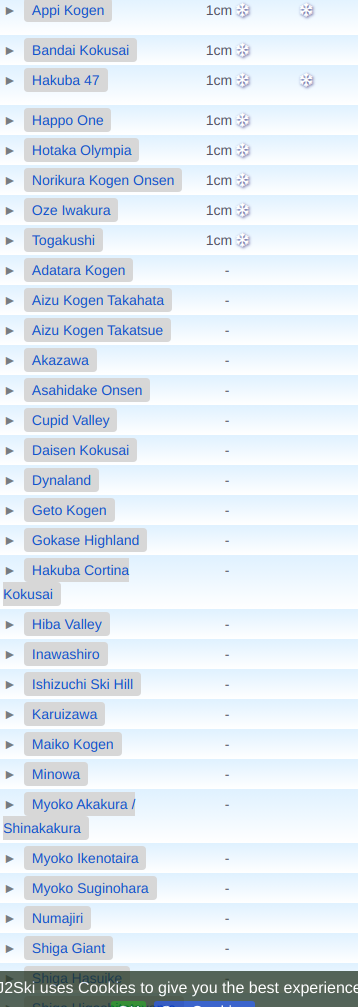 ► Appi Kogen 1cm
► Bandai Kokusai 1cm
► Hakuba 47 1cm
► Happo One 1cm
► Hotaka Olympia 1cm
► Norikura Kogen Onsen 1cm
► Oze Iwakura 1cm
► Togakushi 1cm
► Adatara Kogen -
► Aizu Kogen Takahata -
► Aizu Kogen Takatsue -
► Akazawa -
► Asahidake Onsen -
► Cupid Valley -
► Daisen Kokusai -
► Dynaland -
► Geto Kogen -
► Gokase Highland -
► Hakuba Cortina -
Kokusai
► Hiba Valley -
► Inawashiro -
► Ishizuchi Ski Hill -
► Karuizawa -
► Maiko Kogen -
► Minowa -
► Myoko Akakura / -
Shinakakura
► Myoko Ikenotaira -
► Myoko Suginohara -
► Numajiri -
► Shiga Giant -
Shiga Hasuike
J2Ski uses Cookies to give you the best experience